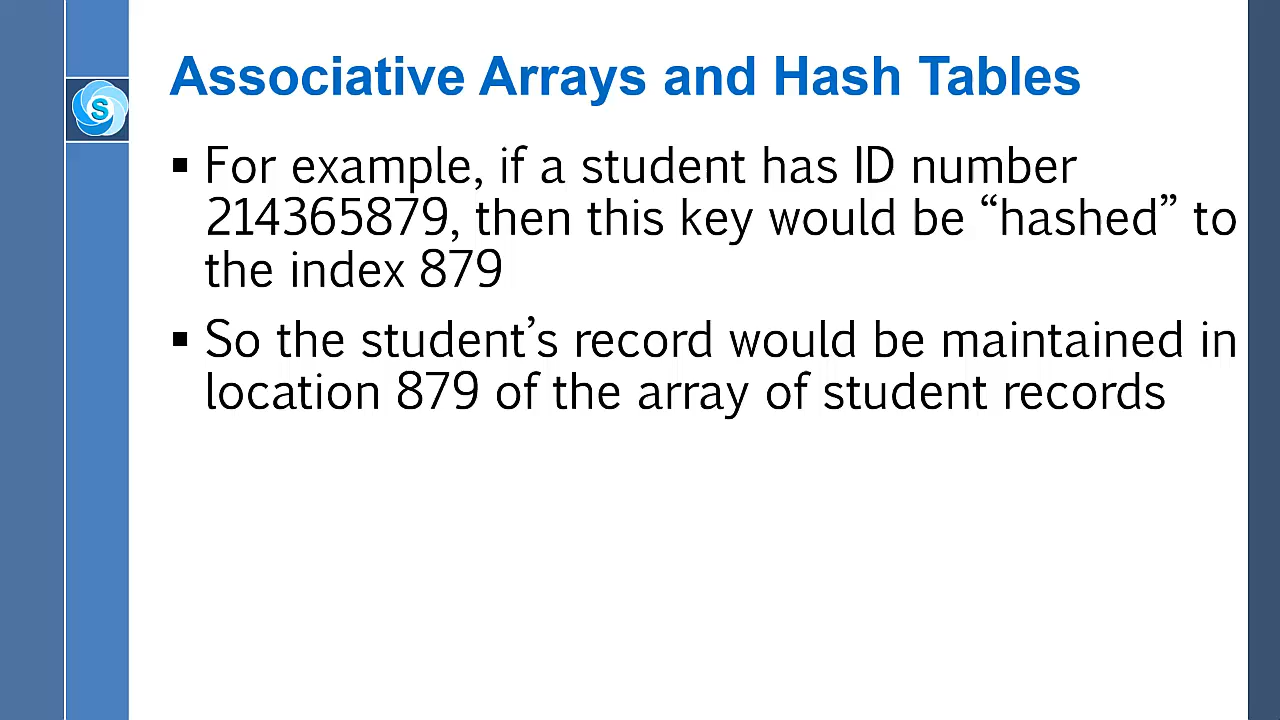 Associative Arrays and Hash Tables
S
▪ For example, if a student has ID number
214365879, then this key would be “hashed” to
the index 879
▪ So the student’s record would be maintained in
location 879 of the array of student records